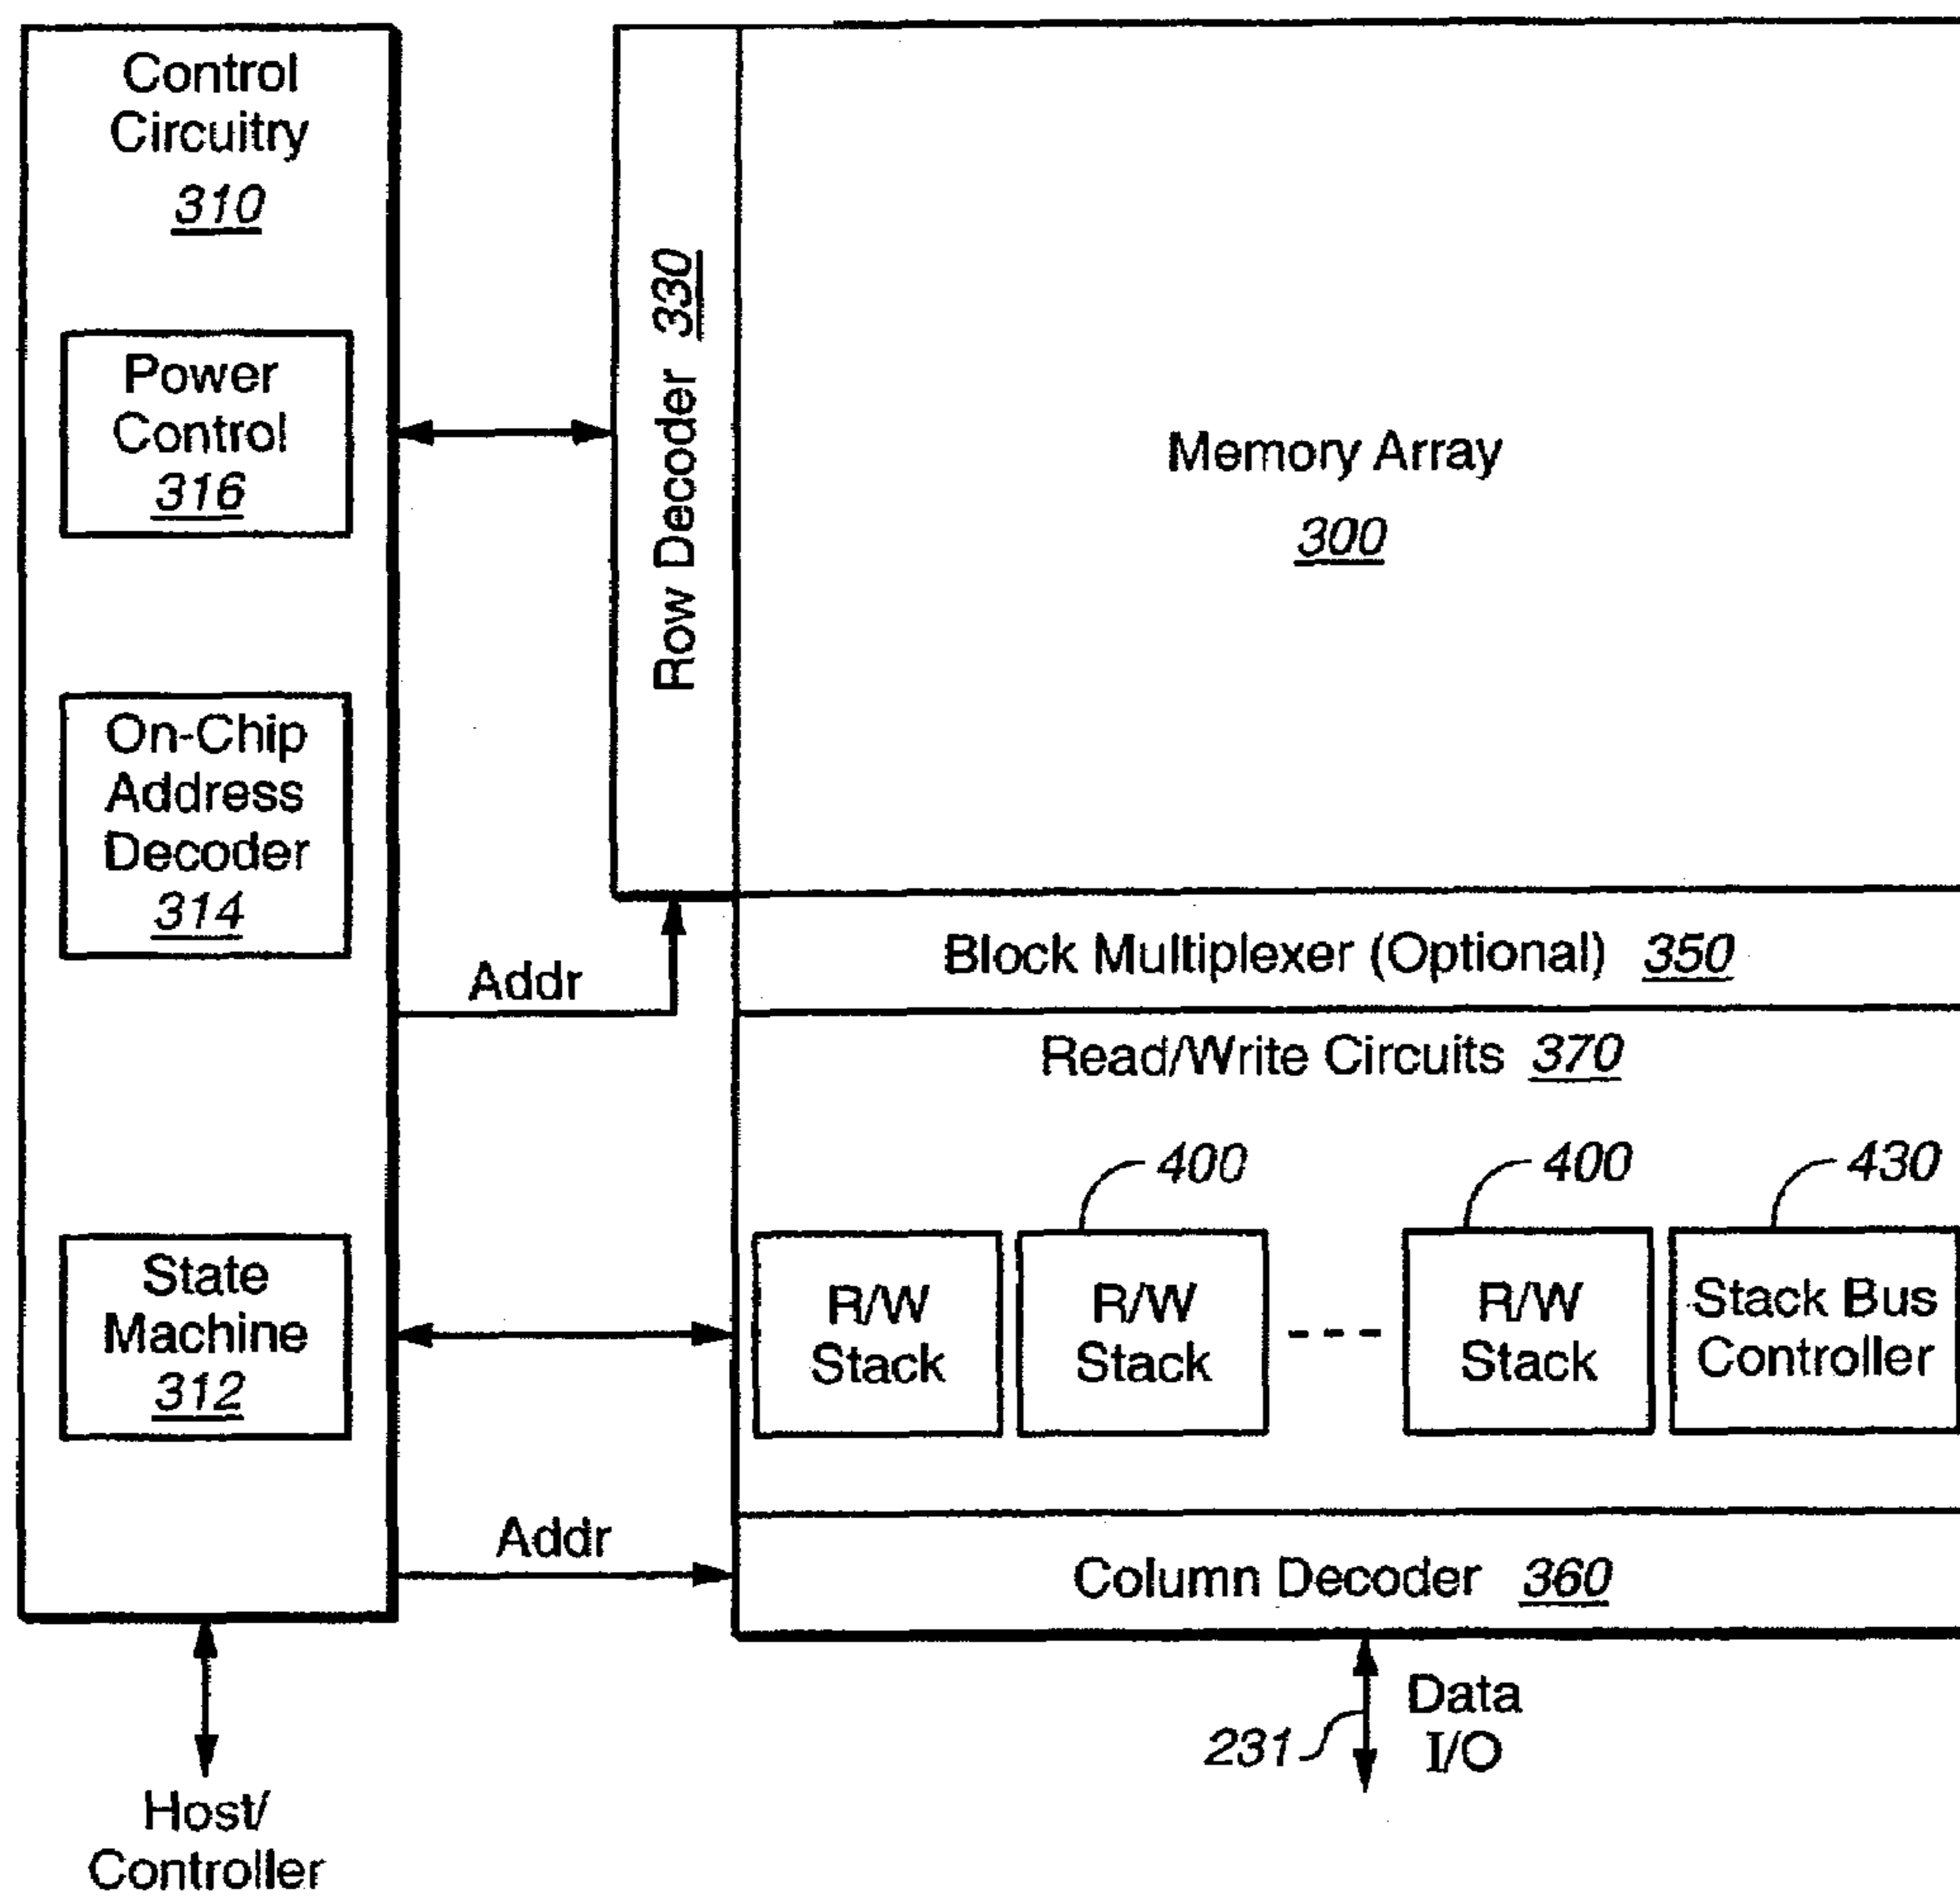 Control
Circuitry
310
Power
Control
316
On-Chip
Address
Decoder
314
State
Machine
312
Host/
Controller
Addr
Addr
Row Decoder 330
Memory Array
300
Block Multiplexer (Optional) 350
Read/Write Circuits 370
400
400
430
R/W
Stack
R/W
Stack
R/W
Stack
Stack Bus
Controller
Column Decoder 360
231
Data
I/O